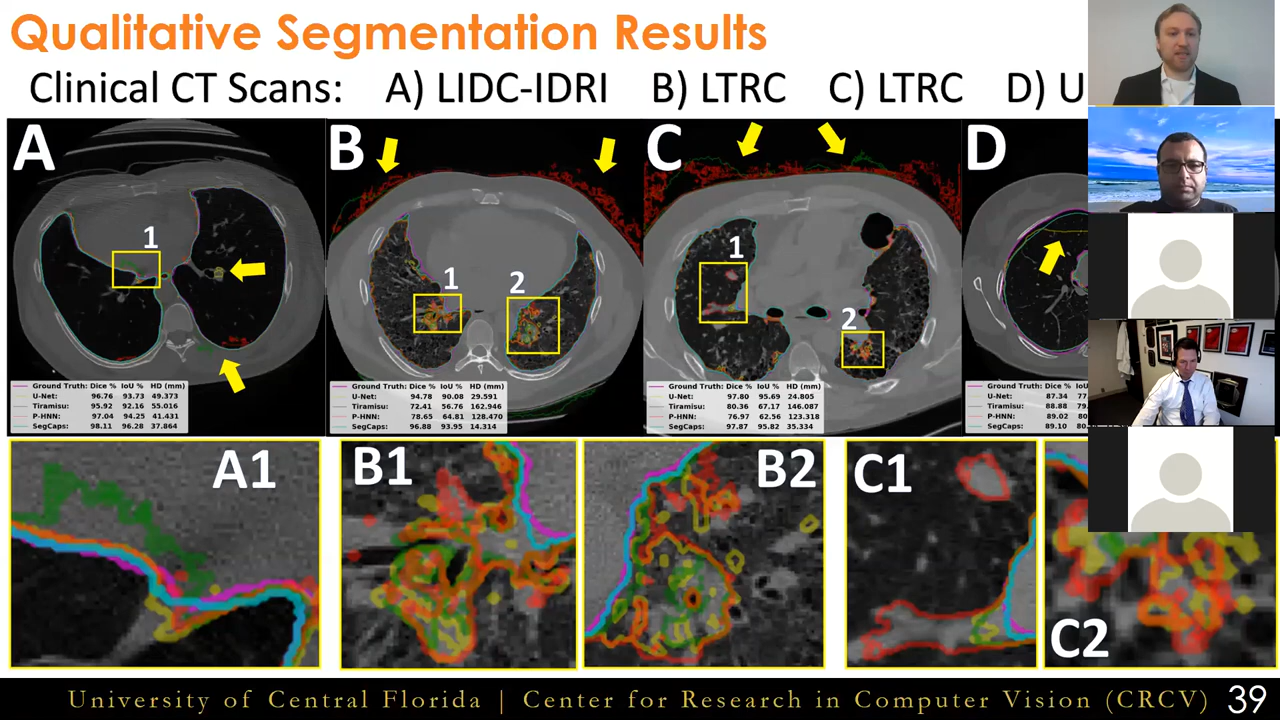 Qualitative Segmentation Results
Clinical CT Scans: A) LIDC-IDRI B) LTRC C) LTRC D) U
A B C D
1
1 2
1
2
Ground Truth: Dice % IoU % HD (mm)
U-Net: 96.76 93.73 49.373
Tiramisu: 95.92 92.16 55.016
P-HNN: 97.04 94.25 41.431
SegCaps: 98.11 96.28 37.864
Ground Truth: Dice % IoU % HD (mm)
U-Net: 94.78 90.08 29.591
Tiramisu: 72.41 56.76 162.946
P-HNN: 78.65 64.81 128.470
SegCaps: 96.88 93.95 14.314
Ground Truth: Dice % IoU % HD (mm)
U-Net: 97.80 95.69 24.805
Tiramisu: 80.36 67.17 146.087
P-HNN: 76.97 62.56 123.318
SegCaps: 97.87 95.82 35.334
Ground Truth: Dice %
U-Net: 87.34 77
Tiramisu: 88.88 79
P-HNN: 89.02 80
SegCaps: 89.10 80
A1 B1 B2 C1
C2
University of Central Florida | Center for Research in Computer Vision (CRCV) 39